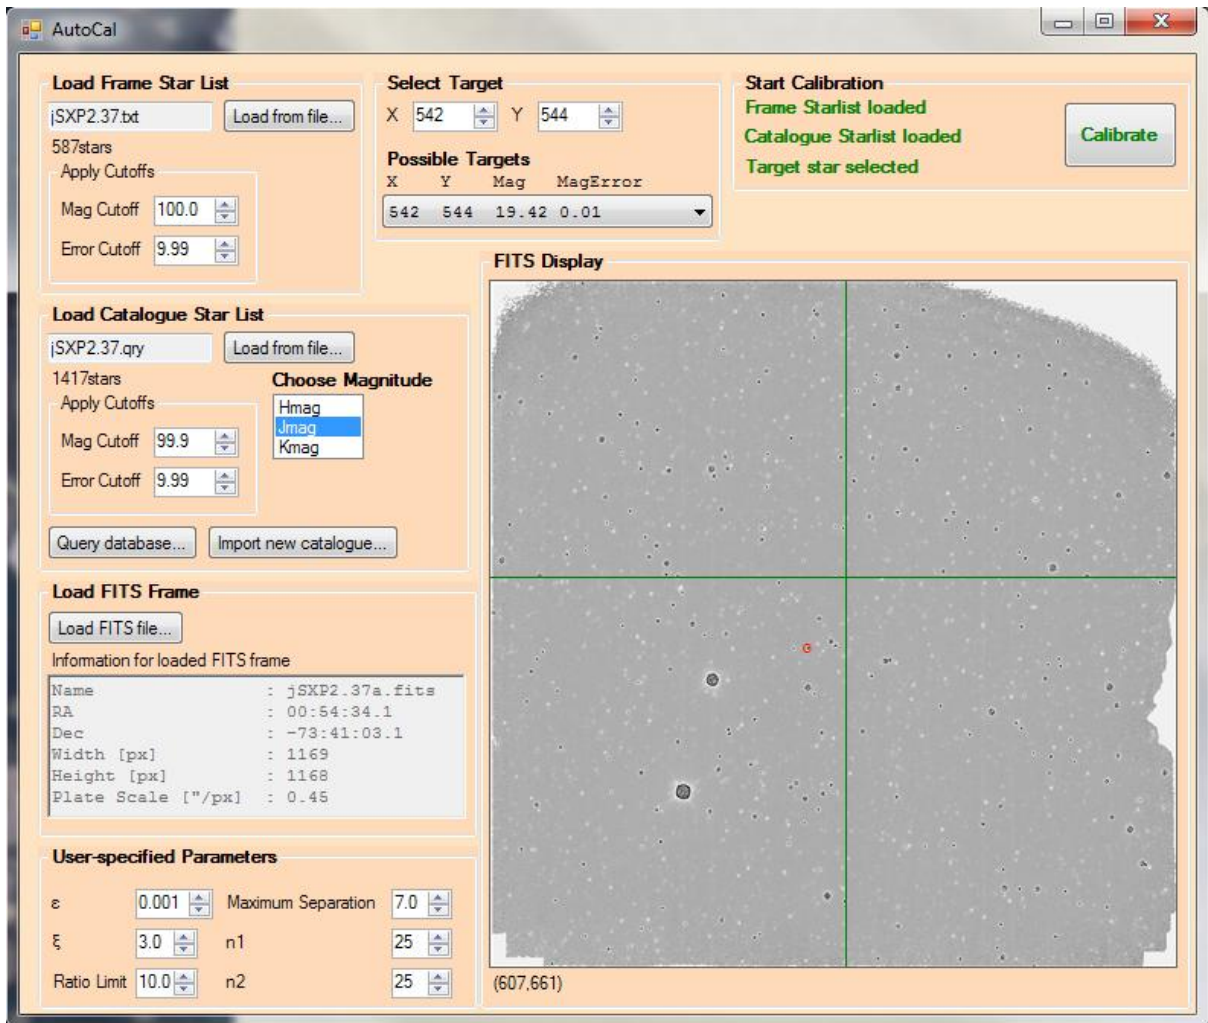 AutoCal
Load Frame Star List
jSXP2.37.txt Load from file...
587stars
Apply Cutoffs
Mag Cutoff 100.0
Error Cutoff 9.99
Select Target
X 542 Y 544
Possible Targets
X Y Mag MagError
542 544 19.42 0.01
Start Calibration
Frame Starlist loaded
Catalogue Starlist loaded
Target star selected
Calibrate
Load Catalogue Star List
jSXP2.37.qry Load from file...
1417stars
Apply Cutoffs
Mag Cutoff 99.9
Error Cutoff 9.99
Choose Magnitude
Hmag
Jmag
Kmag
Query database... Import new catalogue...
Load FITS Frame
Load FITS file...
Information for loaded FITS frame
Name : jSXP2.37a.fits
RA : 00:54:34.1
Dec : -73:41:03.1
Width [px] : 1169
Height [px] : 1168
Plate Scale ["/px] : 0.45
User-specified Parameters
ε 0.001 Maximum Separation 7.0
ξ 3.0 n1 25
Ratio Limit 10.0 n2 25
FITS Display
(607,661)